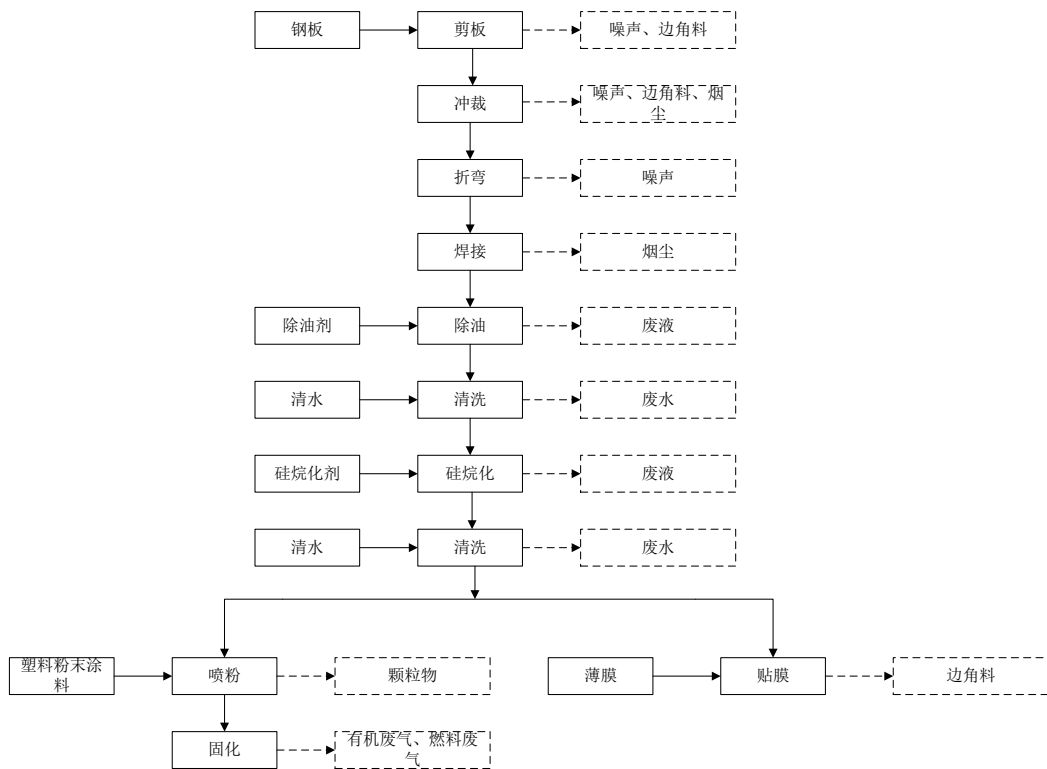 钢板
剪板
噪声、边角料
冲裁
噪声、边角料、烟
尘
折弯
噪声
焊接
烟尘
除油剂
除油
废液
清水
清洗
废水
硅烷化剂
硅烷化
废液
清水
清洗
废水
塑料粉末涂
料
喷粉
颗粒物
薄膜
贴膜
边角料
固化
有机废气、燃料废
气